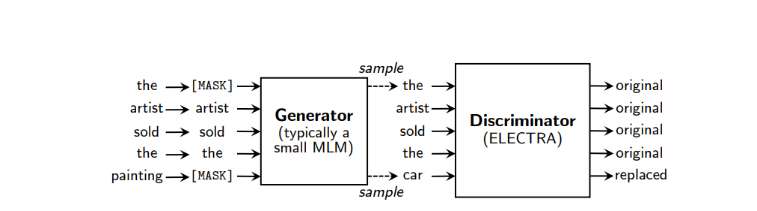 sample
the [MASK] the original
artist artist artist original
sold sold sold original
the the the original
painting [MASK] car replaced
sample
Generator
(typically a
small MLM)
Discriminator
(ELECTRA)